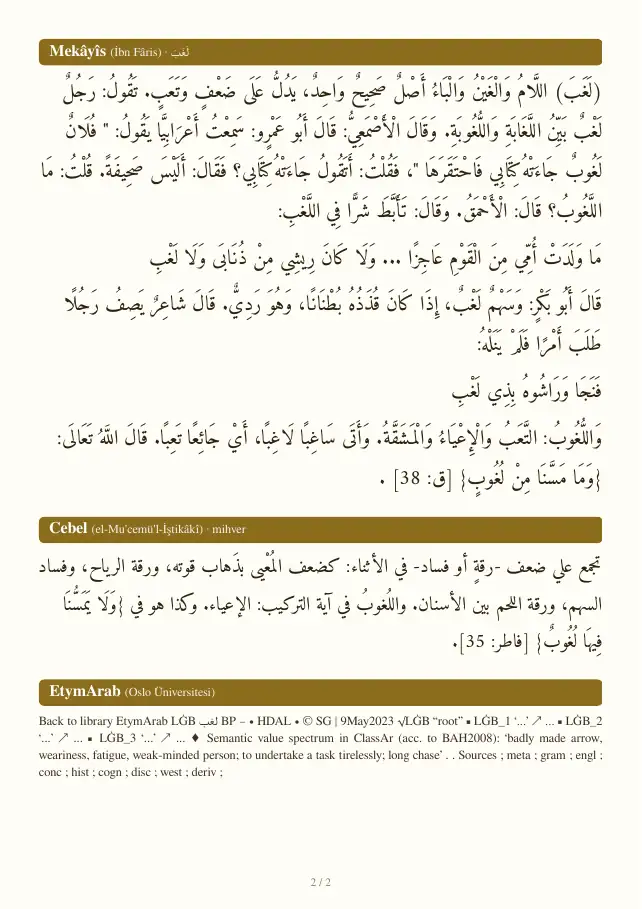 Mekâyîs (İbn Fâris) · لَغَبَ
(لَغَبَ) اللَّامُ وَالْغَيْنُ وَالْبَاءُ أَصْلٌ صَحِيحٌ وَاحِدٌ، يَدُلُّ عَلَى ضَعْفٍ وَتَعَبٍ. تَقُولُ: رَجُلٌ
لَغْبٌ بَيِّنُ اللَّغَابَةِ وَاللُّغُوبَةِ. وَقَالَ الْأَصْمَعِيُّ: قَالَ أَبُو عَمْرٍو: سَمِعْتُ أَعْرَابِيًّا يَقُولُ: " فُلَانٌ
لَغُوبٌ جَاءَتْهُ كِتَابِي فَاحْتَقَرَهَا "، فَقُلْتُ: أَتَقُولُ جَاءَتْهُ كِتَابِي؟ فَقَالَ: أَلَيْسَ صَحِيفَةً. قُلْتُ: مَا
اللَّغُوبُ؟ قَالَ: الْأَحْمَقُ. وَقَالَ: تَأَبَّطَ شَرًّا فِي اللَّغْبِ:
مَا وَلَدَتْ أُمِّي مِنَ الْقَوْمِ عَاجِزًا ... وَلَا كَانَ رِيشِي مِنْ ذُنَابَى وَلَا لَغْبِ
قَالَ أَبُو بَكْرٍ: وَسَهْمٌ لَغْبٌ، إِذَا كَانَ قُذَذُهُ بُطْنَانًا، وَهُوَ رَدِيٌّ. قَالَ شَاعِرٌ يَصِفُ رَجُلًا
طَلَبَ أَمْرًا فَلَمْ يَنَلْهُ:
فَنَجَا وَرَاشُوهُ بِذِي لَغْبِ
وَاللُّغُوبُ: التَّعَبُ وَالْإِعْيَاءُ وَالْمَشَقَّةُ. وَأَتَى سَاغِبًا لَاغِبًا، أَيْ جَائِعًا تَعِبًا. قَالَ اللَّهُ تَعَالَى:
{وَمَا مَسَّنَا مِنْ لُغُوبٍ} [ق: 38] .
Cebel (el-Mu'cemü'l-İştikâkî) · mihver
تجمع علي ضعف -رقةٍ أو فساد- في الأثناء: كضعف المُعْيى بذَهاب قوته، ورقة الرياح، وفساد
السهم، ورقة اللحم بين الأسنان. واللُغوبُ في آية التركيب: الإعياء. وكذا هو في {وَلَا يَمَسُّنَا
فِيهَا لُغُوبٌ} [فاطر: 35].
EtymArab (Oslo Üniversitesi)
Back to library EtymArab LĠB لغب BP – • HDAL • © SG | 9May2023 √LĠB “root” ▪ LĠB_1 ‘...’ ↗ ... ▪ LĠB_2
‘...’ ↗ ... ▪ LĠB_3 ‘...’ ↗ ... ♦ Semantic value spectrum in ClassAr (acc. to BAH2008): ‘badly made arrow,
weariness, fatigue, weak-minded person; to undertake a task tirelessly; long chase’ . . Sources ; meta ; gram ; engl ;
conc ; hist ; cogn ; disc ; west ; deriv ;
2 / 2